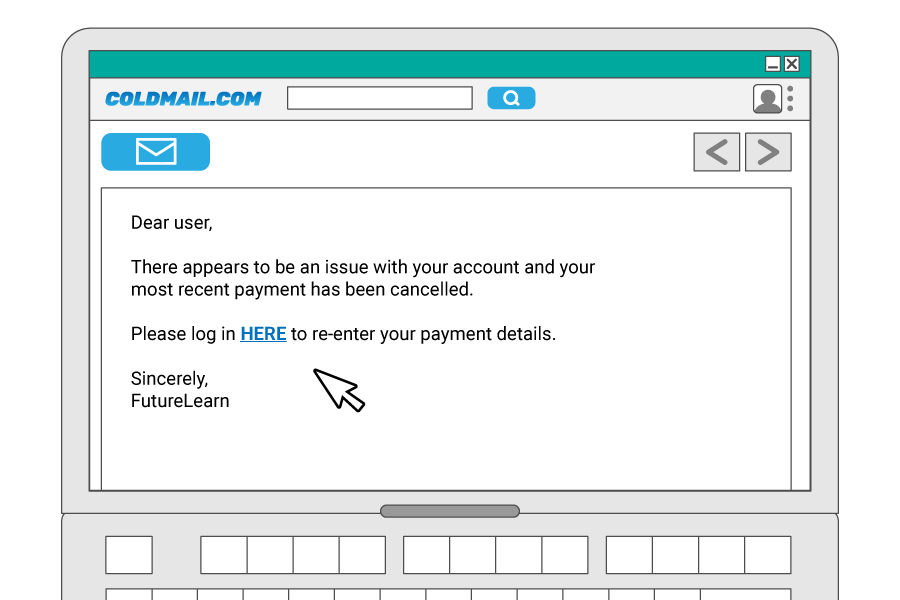 COLDMAIL.COM
Dear user,
There appears to be an issue with your account and your
most recent payment has been cancelled.
Please log in HERE to re-enter your payment details.
Sincerely,
FutureLearn